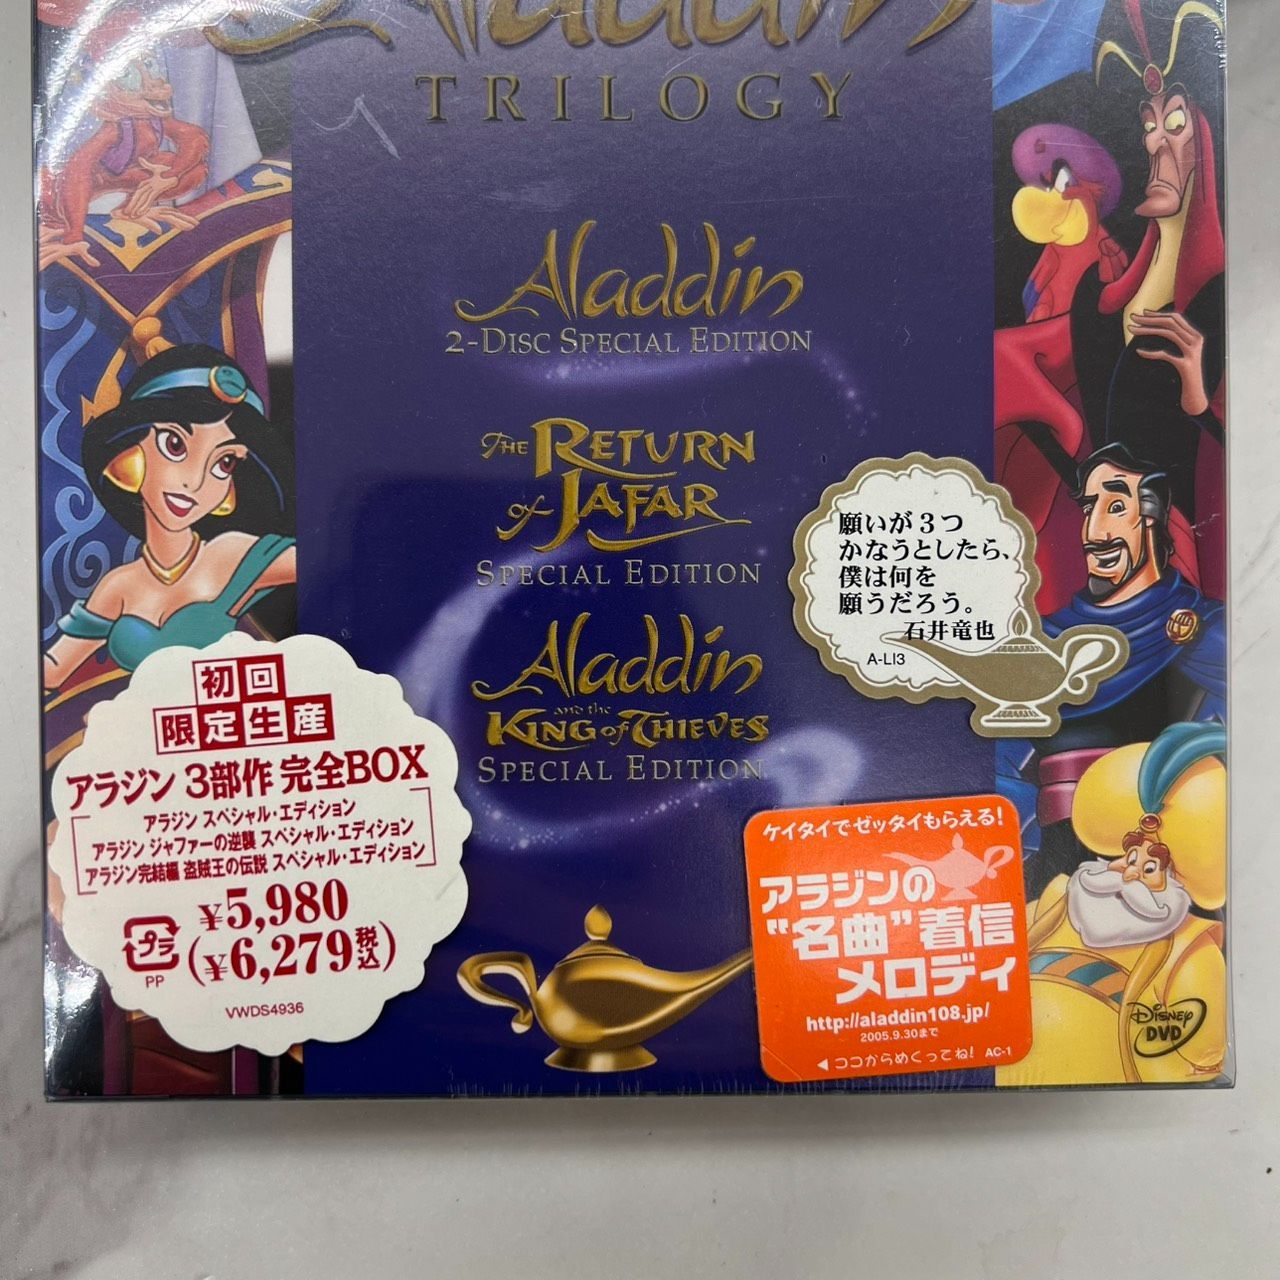 Aladdin
TRILOGY
Aladdin
2-DISC SPECIAL EDITION
THE RETURN
of JAFAR
SPECIAL EDITION
Aladdin
and the
KING of THIEVES
SPECIAL EDITION
願いが3つ
かなうとしたら、
僕は何を
願うだろう。
石井竜也
A-LI3
初回
限定生産
アラジン 3部作 完全BOX
アラジン スペシャル・エディション
アラジン ジャファーの逆襲 スペシャル・エディション
アラジン完結編 盗賊王の伝説 スペシャル・エディション
¥5,980
(¥6,279税込)
プラ
PP
VWDS4936
ケイタイでゼッタイもらえる!
アラジンの
"名曲"着信
メロディ
http://aladdin108.jp/
2005.9.30まで
◀ココからめくってね! AC-1
DISNEY
DVD